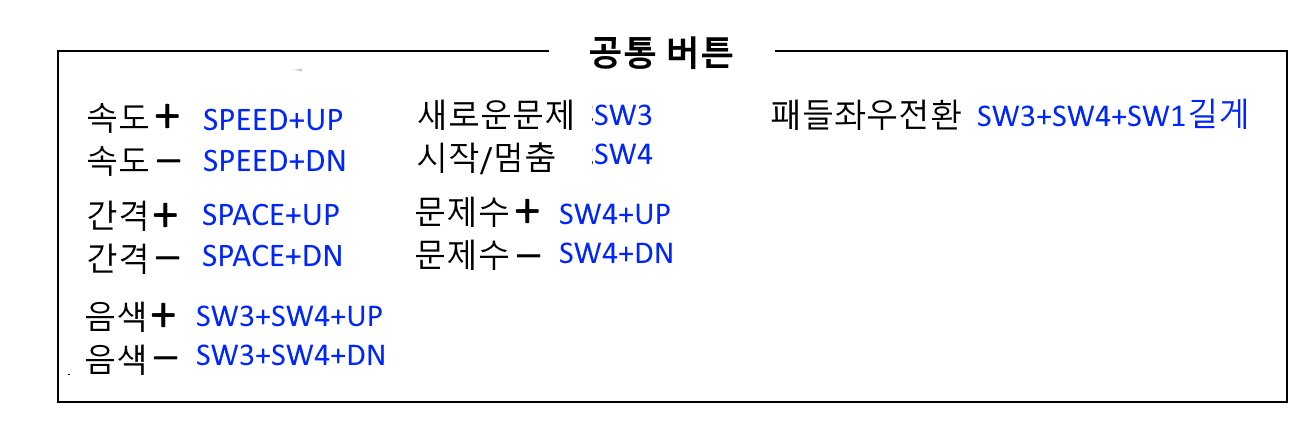 공통 버튼
속도+ SPEED+UP
속도- SPEED+DN
간격+ SPACE+UP
간격- SPACE+DN
음색+ SW3+SW4+UP
음색- SW3+SW4+DN
새로운문제 SW3
시작/멈춤 SW4
문제수+ SW4+UP
문제수- SW4+DN
패들좌우전환 SW3+SW4+SW1길게